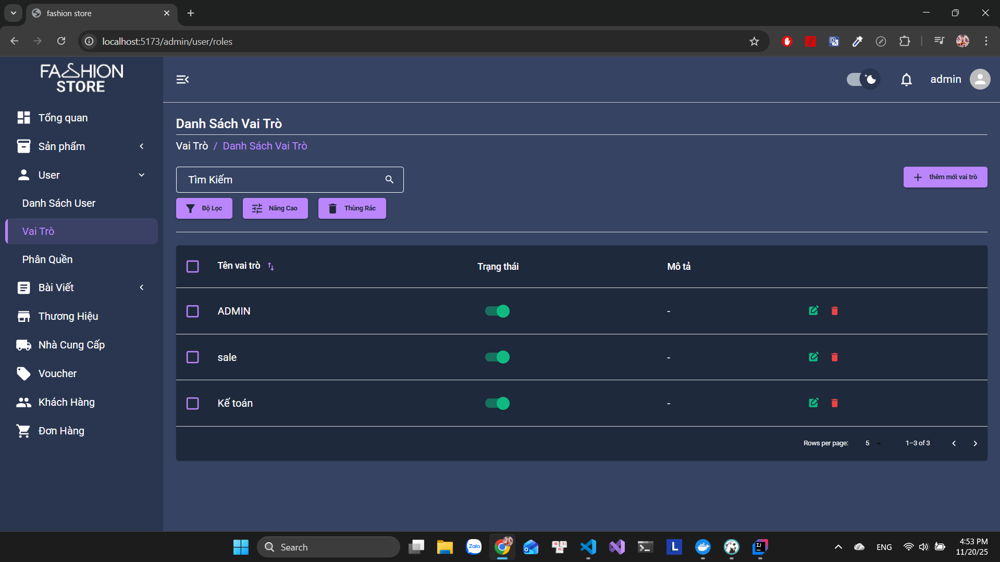 fashion store
localhost:5173/admin/user/roles
FASHION
STORE
admin
Tổng quan
Sản phẩm
User
Danh Sách User
Vai Trò
Phân Quền
Bài Viết
Thương Hiệu
Nhà Cung Cấp
Voucher
Khách Hàng
Đơn Hàng
Danh Sách Vai Trò
Vai Trò / Danh Sách Vai Trò
Tìm Kiếm
thêm mới vai trò
Bộ Lọc Nâng Cao Thùng Rác
Tên vai trò Trạng thái Mô tả
ADMIN -
sale -
Kế toán -
Rows per page: 5 1–3 of 3
Search
Zalo
L
IJ
ENG
4:53 PM
11/20/25